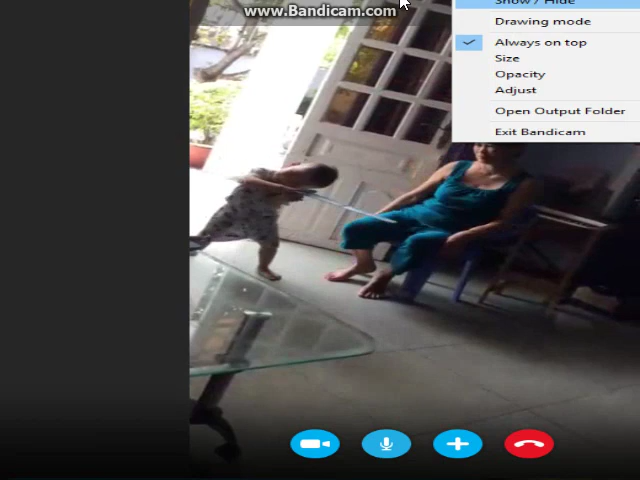 www.Bandicam.com
Show / Hide
Drawing mode
Always on top
Size
Opacity
Adjust
Open Output Folder
Exit Bandicam